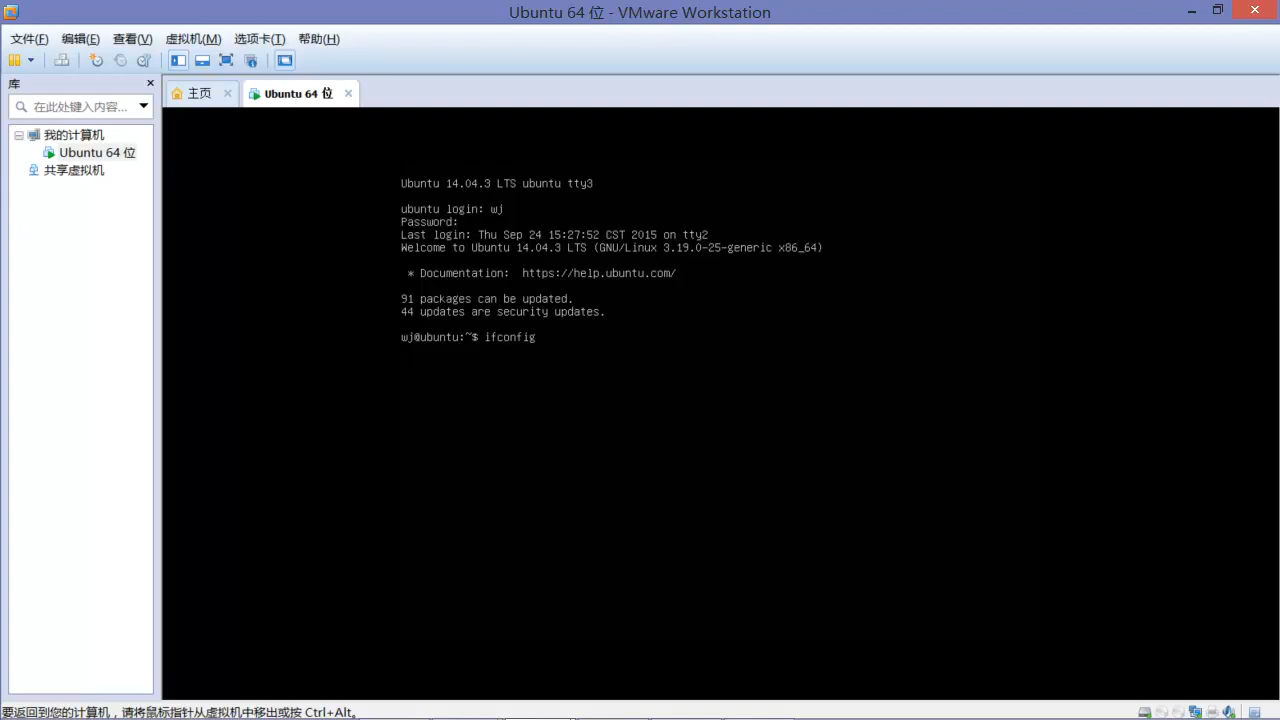 Ubuntu 64 位 - VMware Workstation
文件(F) 编辑(E) 查看(V) 虚拟机(M) 选项卡(T) 帮助(H)
库
在此处键入内容...
主页
Ubuntu 64 位
我的计算机
Ubuntu 64 位
共享虚拟机
Ubuntu 14.04.3 LTS ubuntu tty3
ubuntu login: wj
Password:
Last login: Thu Sep 24 15:27:52 CST 2015 on tty2
Welcome to Ubuntu 14.04.3 LTS (GNU/Linux 3.19.0-25-generic x86_64)
* Documentation:  https://help.ubuntu.com/
91 packages can be updated.
44 updates are security updates.
wj@ubuntu:~$ ifconfig
要返回到您的计算机，请将鼠标指针从虚拟机中移出或按 Ctrl+Alt。